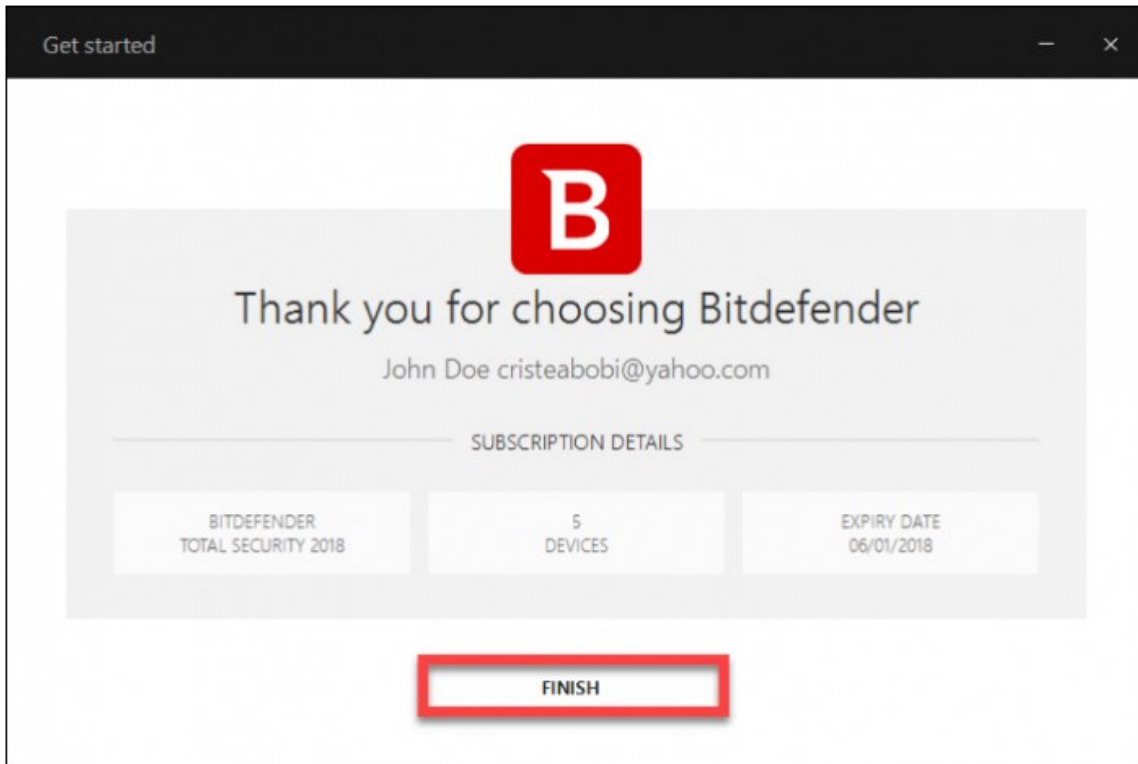 Get started
B
Thank you for choosing Bitdefender
John Doe cristeabobi@yahoo.com
SUBSCRIPTION DETAILS
BITDEFENDER
TOTAL SECURITY 2018
5
DEVICES
EXPIRY DATE
06/01/2018
FINISH